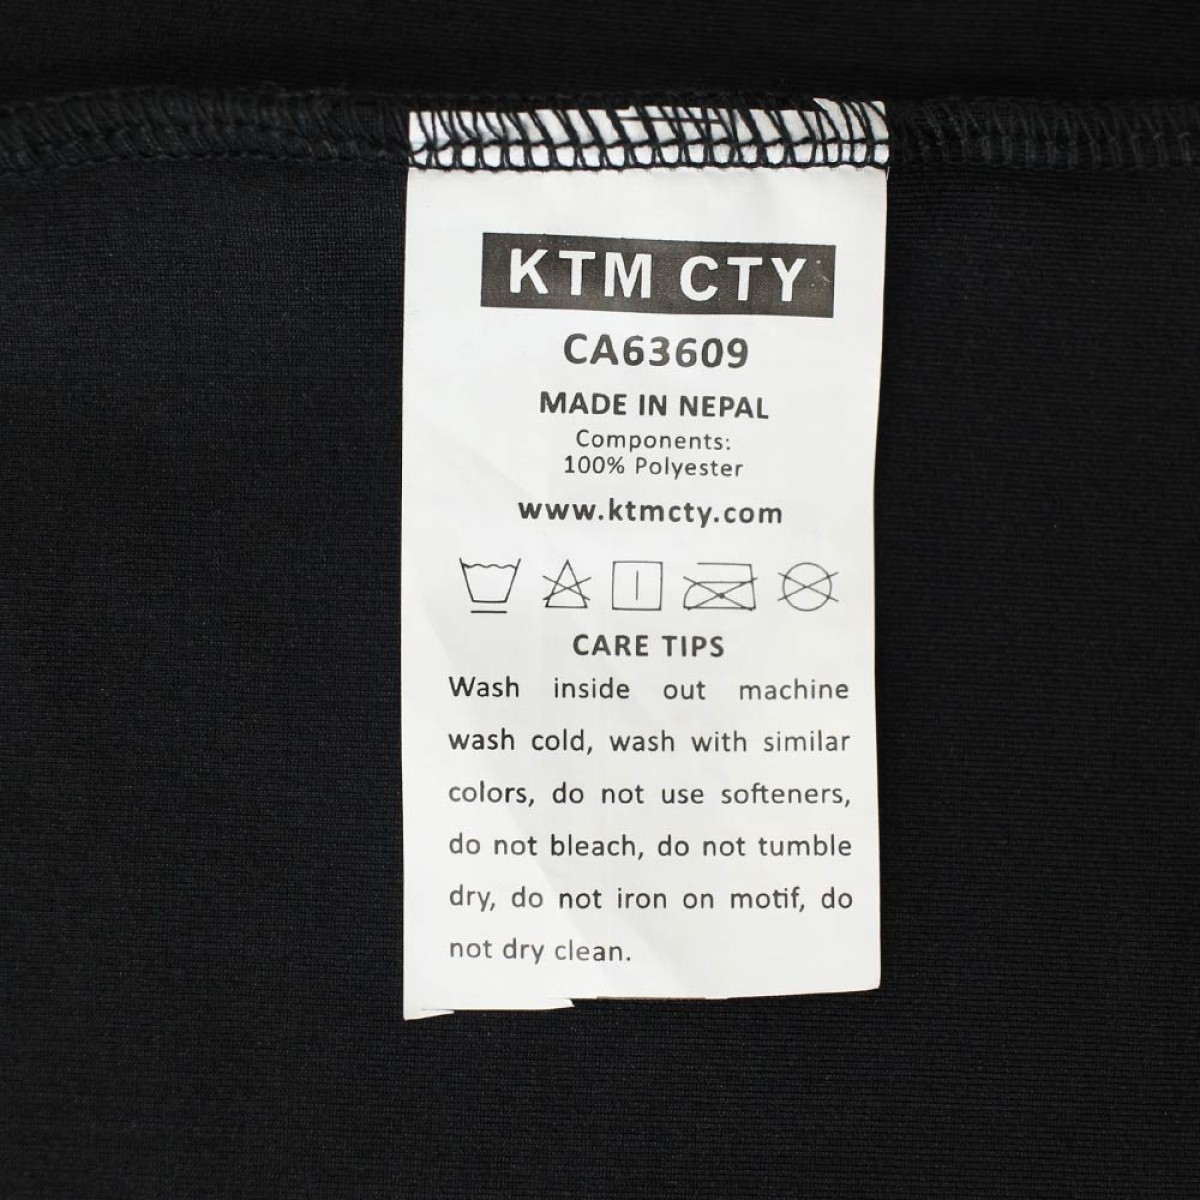 KTM CTY
CA63609
MADE IN NEPAL
Components:
100% Polyester
www.ktmcty.com
CARE TIPS
Wash inside out machine
wash cold, wash with similar
colors, do not use softeners,
do not bleach, do not tumble
dry, do not iron on motif, do
not dry clean.